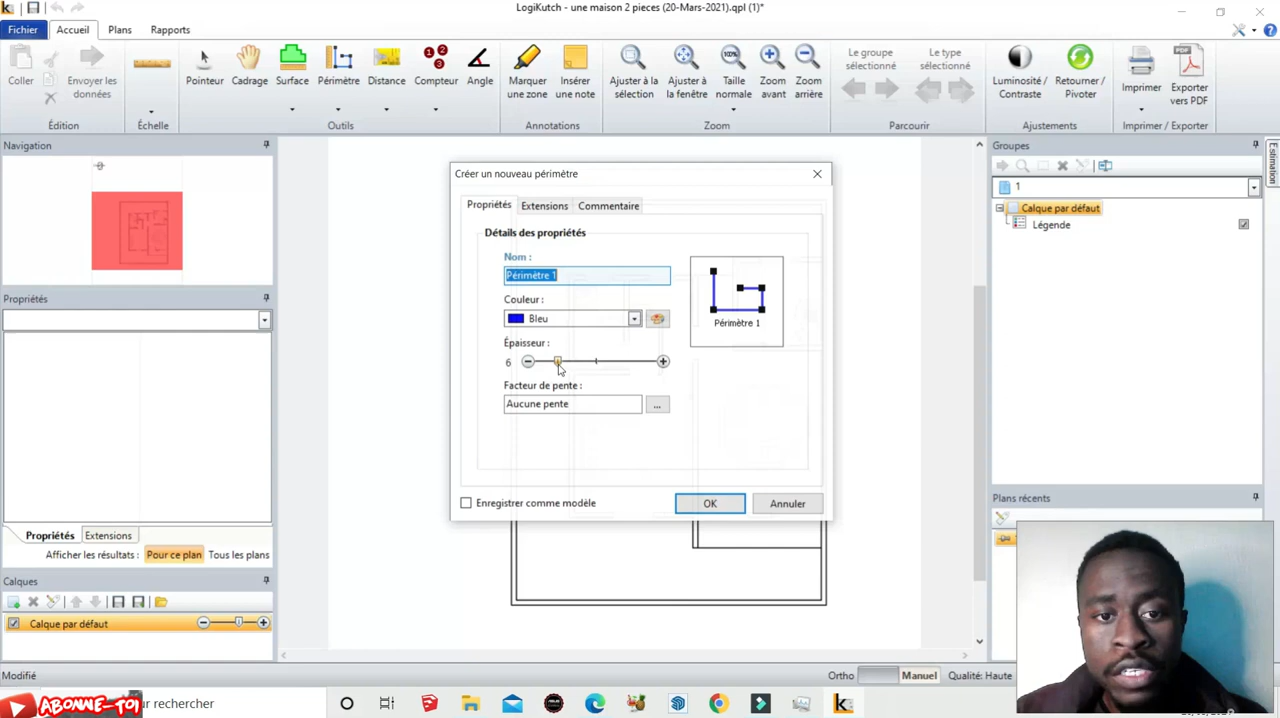 LogiKutch - une maison 2 pieces (20-Mars-2021).qpl (1)*
Fichier
Accueil
Plans
Rapports
Coller
Envoyer les données
Édition
Échelle
Pointeur
Cadrage
Surface
Périmètre
Distance
Compteur
Angle
Outils
Marquer une zone
Insérer une note
Annotations
Ajuster à la sélection
Ajuster à la fenêtre
100%
Taille normale
Zoom avant
Zoom arrière
Zoom
Le groupe sélectionné
Le type sélectionné
Parcourir
Luminosité / Contraste
Retourner / Pivoter
Ajustements
Imprimer
PDF
Exporter vers PDF
Imprimer / Exporter
Navigation
Propriétés
Propriétés
Extensions
Afficher les résultats :
Pour ce plan
Tous les plans
Calques
Calque par défaut
Créer un nouveau périmètre
Propriétés
Extensions
Commentaire
Détails des propriétés
Nom :
Périmètre 1
Couleur :
Bleu
Épaisseur :
6
Facteur de pente :
Aucune pente
...
Périmètre 1
Enregistrer comme modèle
OK
Annuler
Groupes
1
Calque par défaut
Légende
Estimation
Plans récents
Modifié
Ortho
Manuel
Qualité: Haute
ABONNE-TOI
ur rechercher